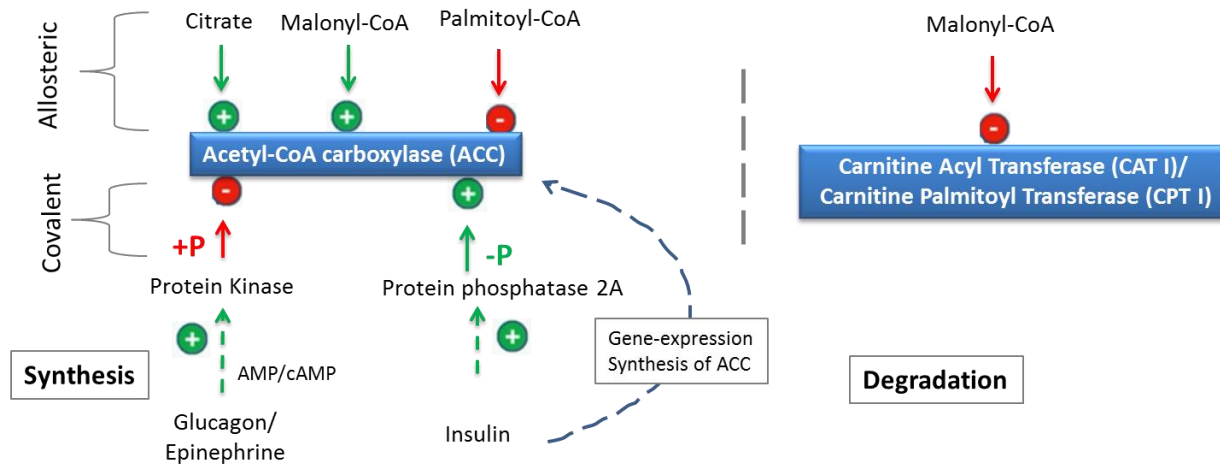 Allosteric
Citrate
Malonyl-CoA
Palmitoyl-CoA
+
+
-
Acetyl-CoA carboxylase (ACC)
Covalent
-
+
+P
-P
Protein Kinase
Protein phosphatase 2A
+
+
AMP/cAMP
Gene-expression
Synthesis of ACC
Synthesis
Glucagon/
Epinephrine
Insulin
Malonyl-CoA
-
Carnitine Acyl Transferase (CAT I)/
Carnitine Palmitoyl Transferase (CPT I)
Degradation